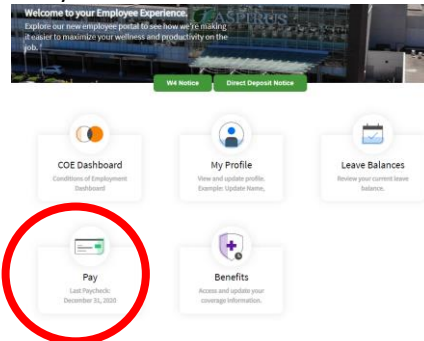 Welcome to your Employee Experience.
Explore our new employee portal to see how we're making
it easier to maximize your wellness and productivity on the
job.
W4 Notice
Direct Deposit Notice
COE Dashboard
Conditions of Employment
Dashboard
My Profile
View and update profile,
Example: Update Name,
Leave Balances
Review your current leave
balance.
Pay
Last Paycheck:
December 31, 2020
Benefits
Access and update your
coverage information.